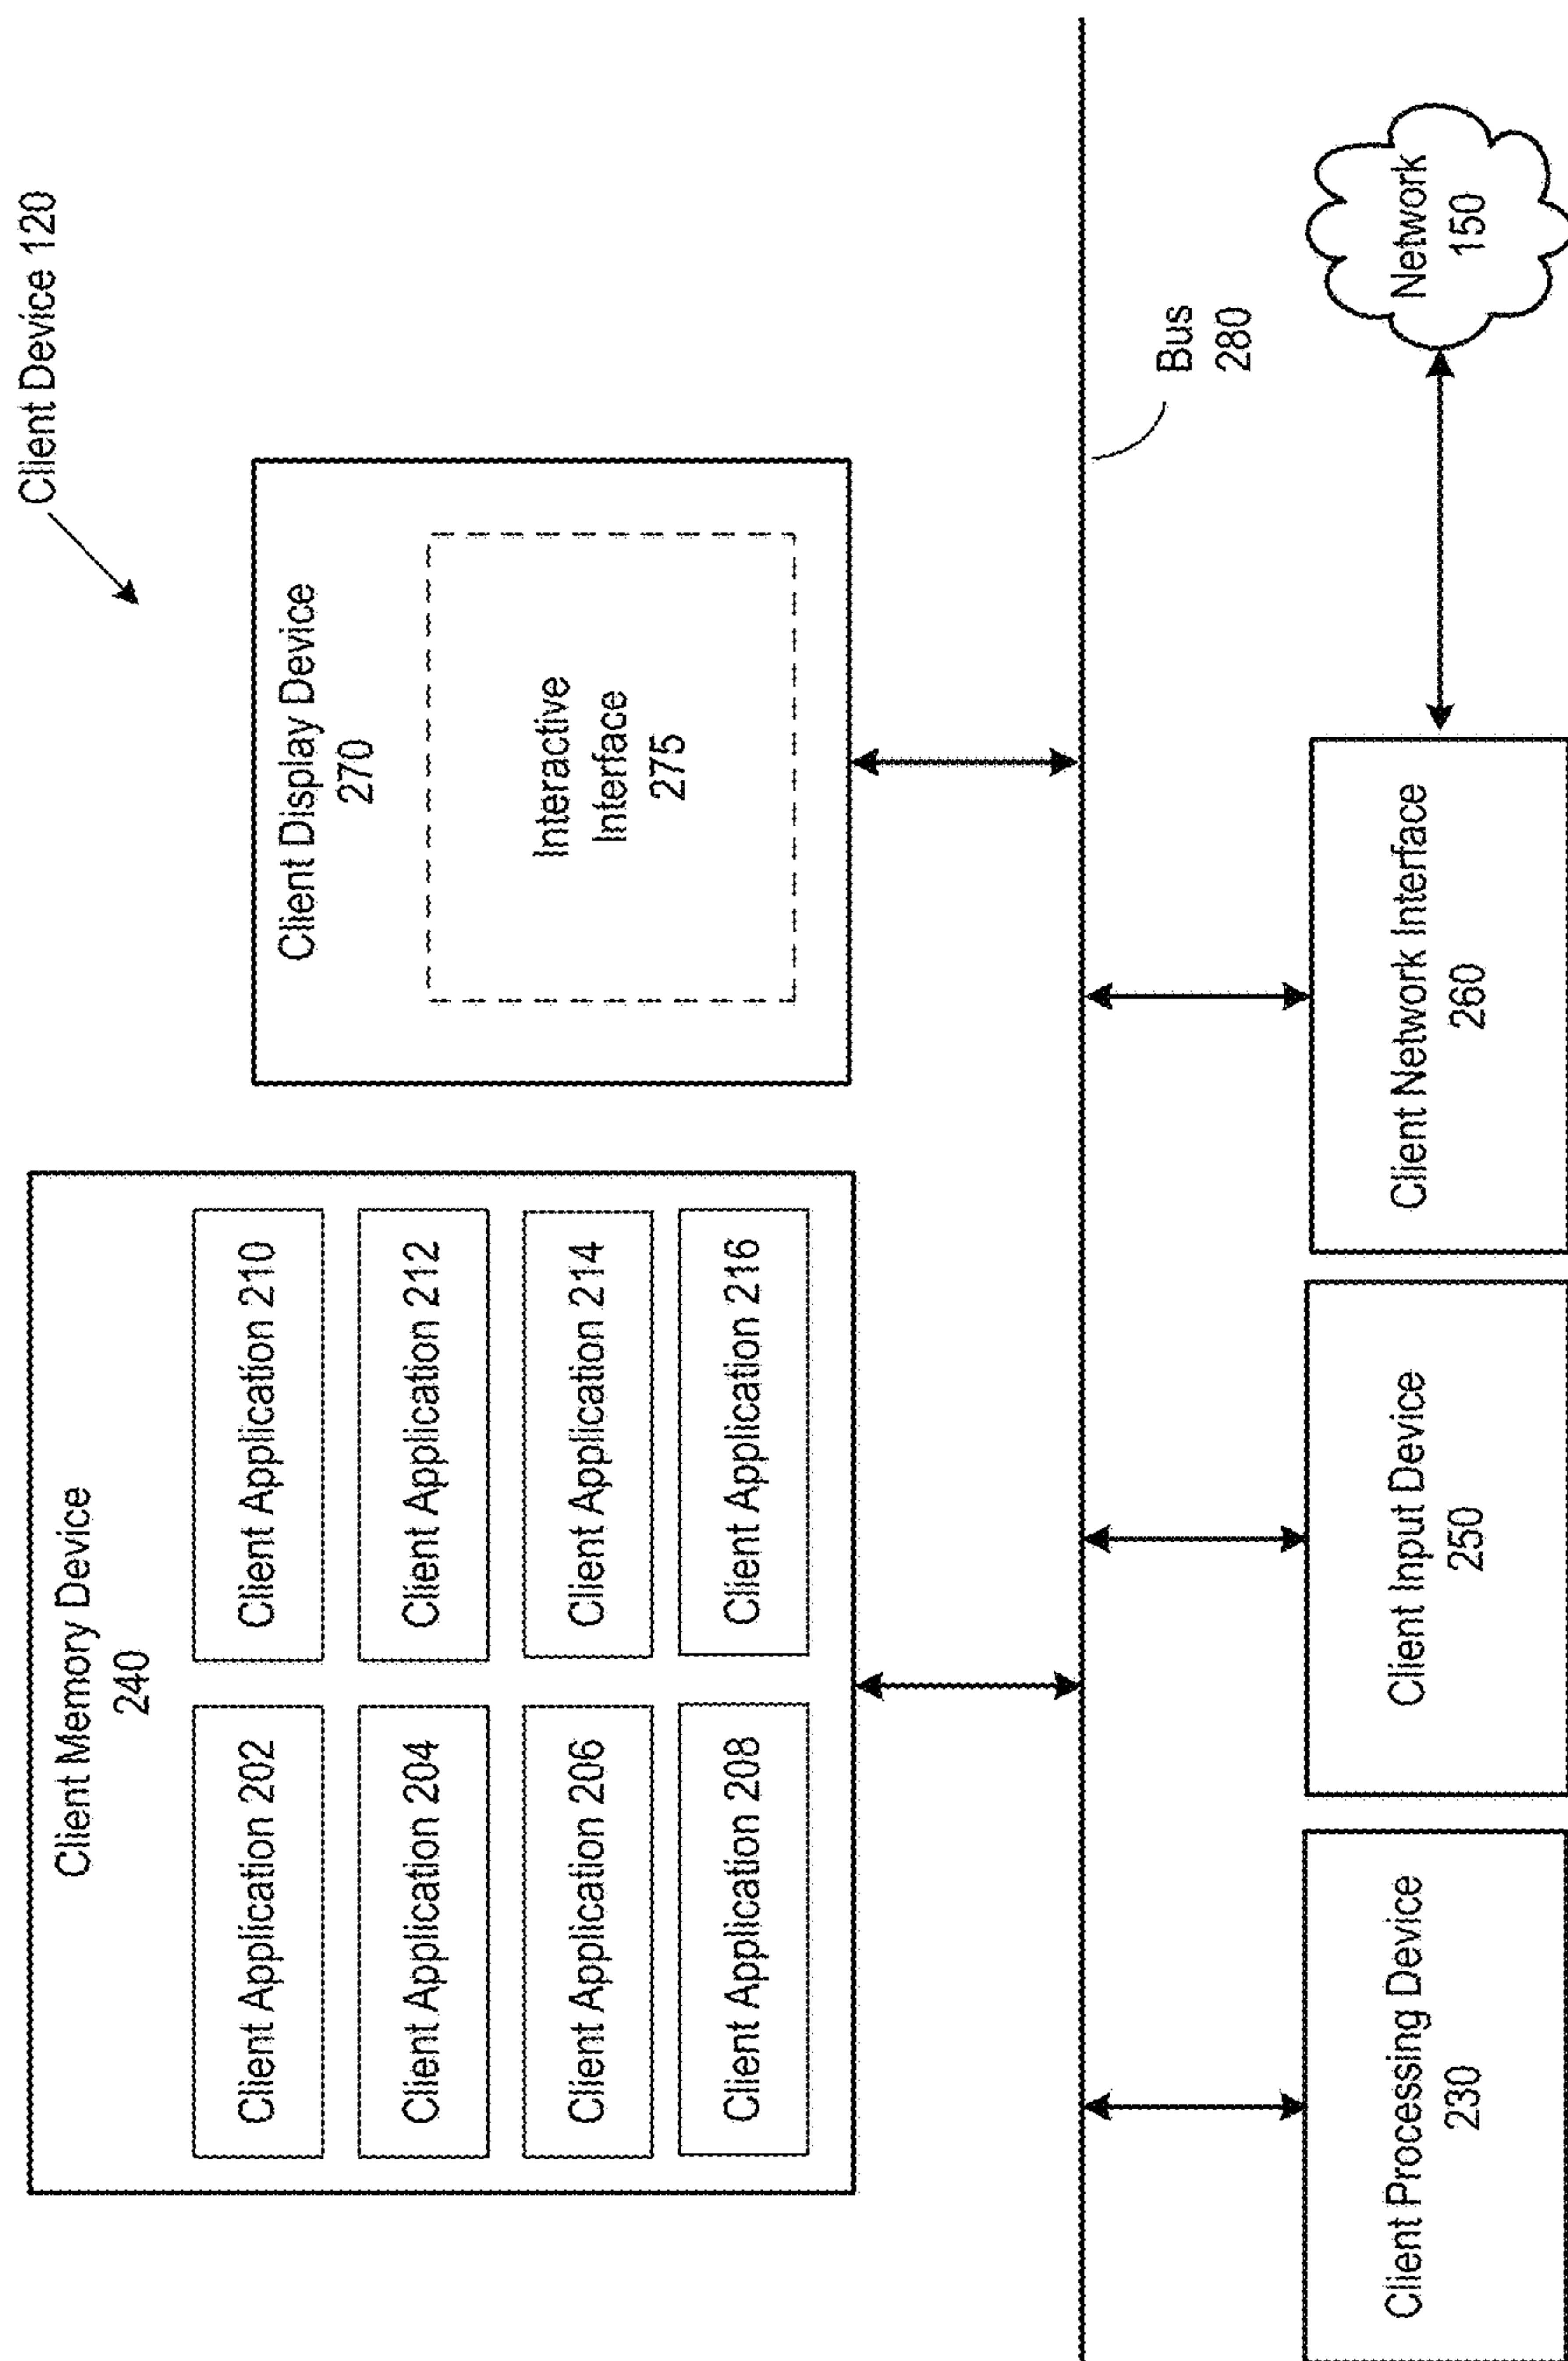 Client Device 120
Client Memory Device
240
Client Application 202
Client Application 210
Client Application 204
Client Application 212
Client Application 206
Client Application 214
Client Application 208
Client Application 216
Client Display Device
270
Interactive
Interface
275
Bus
280
Client Processing Device
230
Client Input Device
250
Client Network Interface
260
Network
150